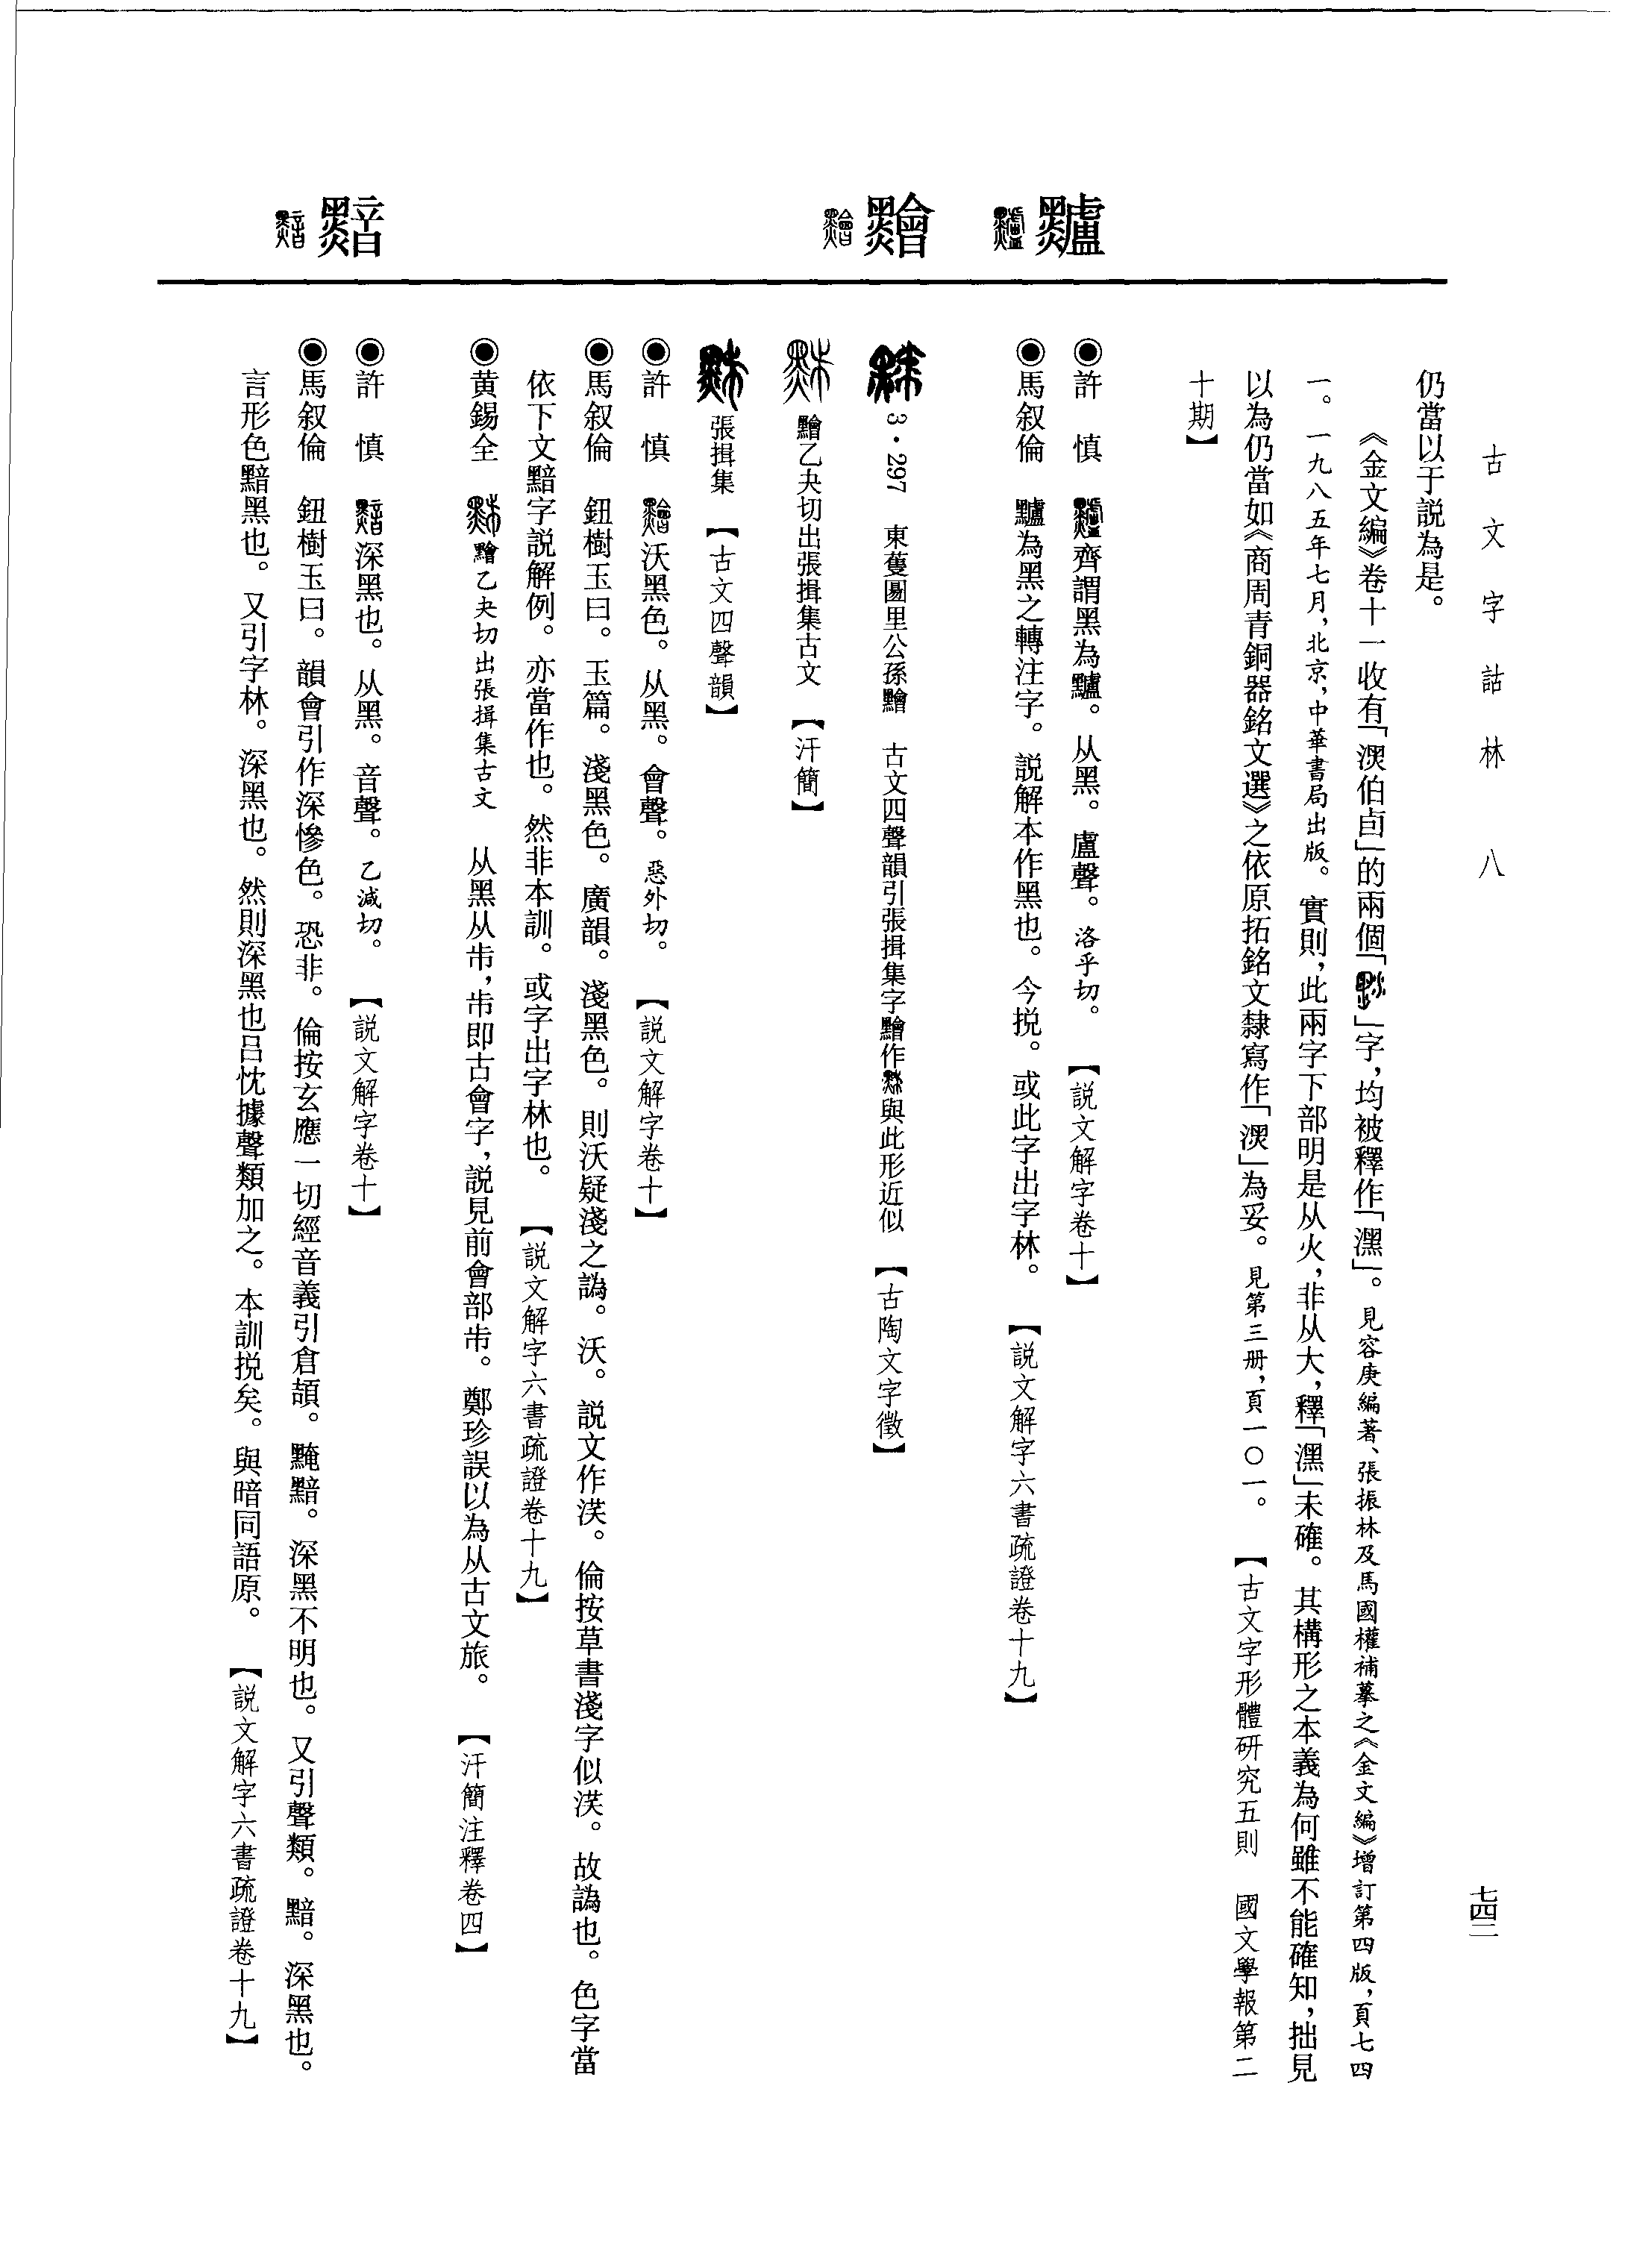 古文字詁林　八
七四二
仍當以于説為是。
《金文編》卷十一收有「㵄伯卣」的兩個「」字，均被釋作「潶」。見容庚編著、張振林及馬國權補摹之《金文編》增訂第四版，頁七四
一。一九八五年七月，北京，中華書局出版。實則，此兩字下部明是从火，非从大，釋「潶」未確。其構形之本義為何雖不能確知，拙見
以為仍當如《商周青銅器銘文選》之依原拓銘文隸寫作「」為妥。見第三册，頁一〇一。【古文字形體研究五則　國文學報第二
十期】
黸
◉許　慎　齊謂黑為黸。从黑。盧聲。洛乎切。【説文解字卷十】
◉馬叙倫　黸為黑之轉注字。説解本作黑也。今挩。或此字出字林。【説文解字六書疏證卷十九】
黵
3・297　東蒦圖里公孫䵳　古文四聲韻引張揖集字䵳作與此形近似【古陶文字徵】
䵳乙夬切出張揖集古文【汗簡】
張揖集【古文四聲韻】
◉許　慎　沃黑色。从黑。會聲。惡外切。【説文解字卷十】
◉馬叙倫　鈕樹玉曰。玉篇。淺黑色。廣韻。淺黑色。則沃疑淺之譌。沃。説文作渶。倫按草書淺字似渶。故譌也。色字當
依下文黯字説解例。亦當作也。然非本訓。或字出字林也。【説文解字六書疏證卷十九】
◉黄錫全　䵳乙夬切出張揖集古文　从黑从㞢，即古會字，説見前會部。鄭珍誤以為从古文旅。【汗簡注釋卷四】
黯
◉許　慎　深黑也。从黑。音聲。乙減切。【説文解字卷十】
◉馬叙倫　鈕樹玉曰。韻會引作深慘色。恐非。倫按玄應一切經音義引倉頡。黤黯。深黑不明也。又引聲類。黯。深黑也。
言形色黯黑也。又引字林。深黑也。然則深黑也吕忱據聲類加之。本訓挩矣。與暗同語原。【説文解字六書疏證卷十九】